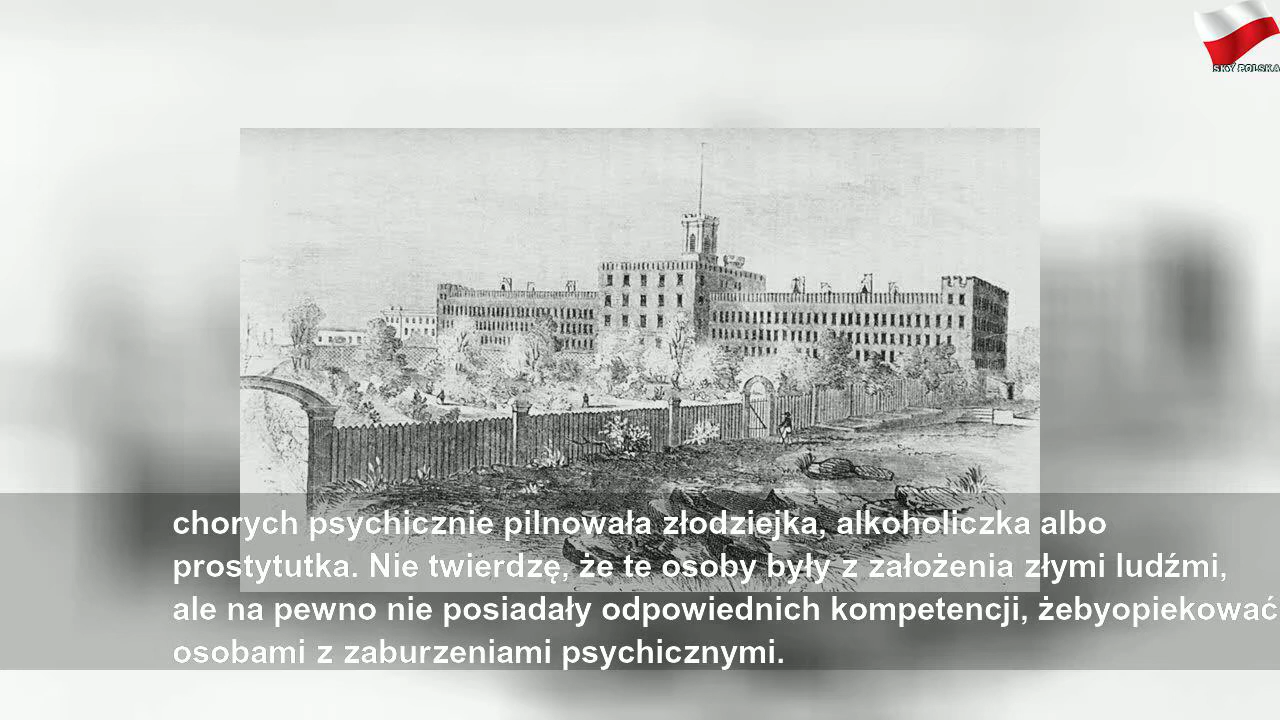 SKY POLSKA
chorych psychicznie pilnowała złodziejka, alkoholiczka albo
prostytutka. Nie twierdzę, że te osoby były z założenia złymi ludźmi,
ale na pewno nie posiadały odpowiednich kompetencji, żebyopiekować
osobami z zaburzeniami psychicznymi.